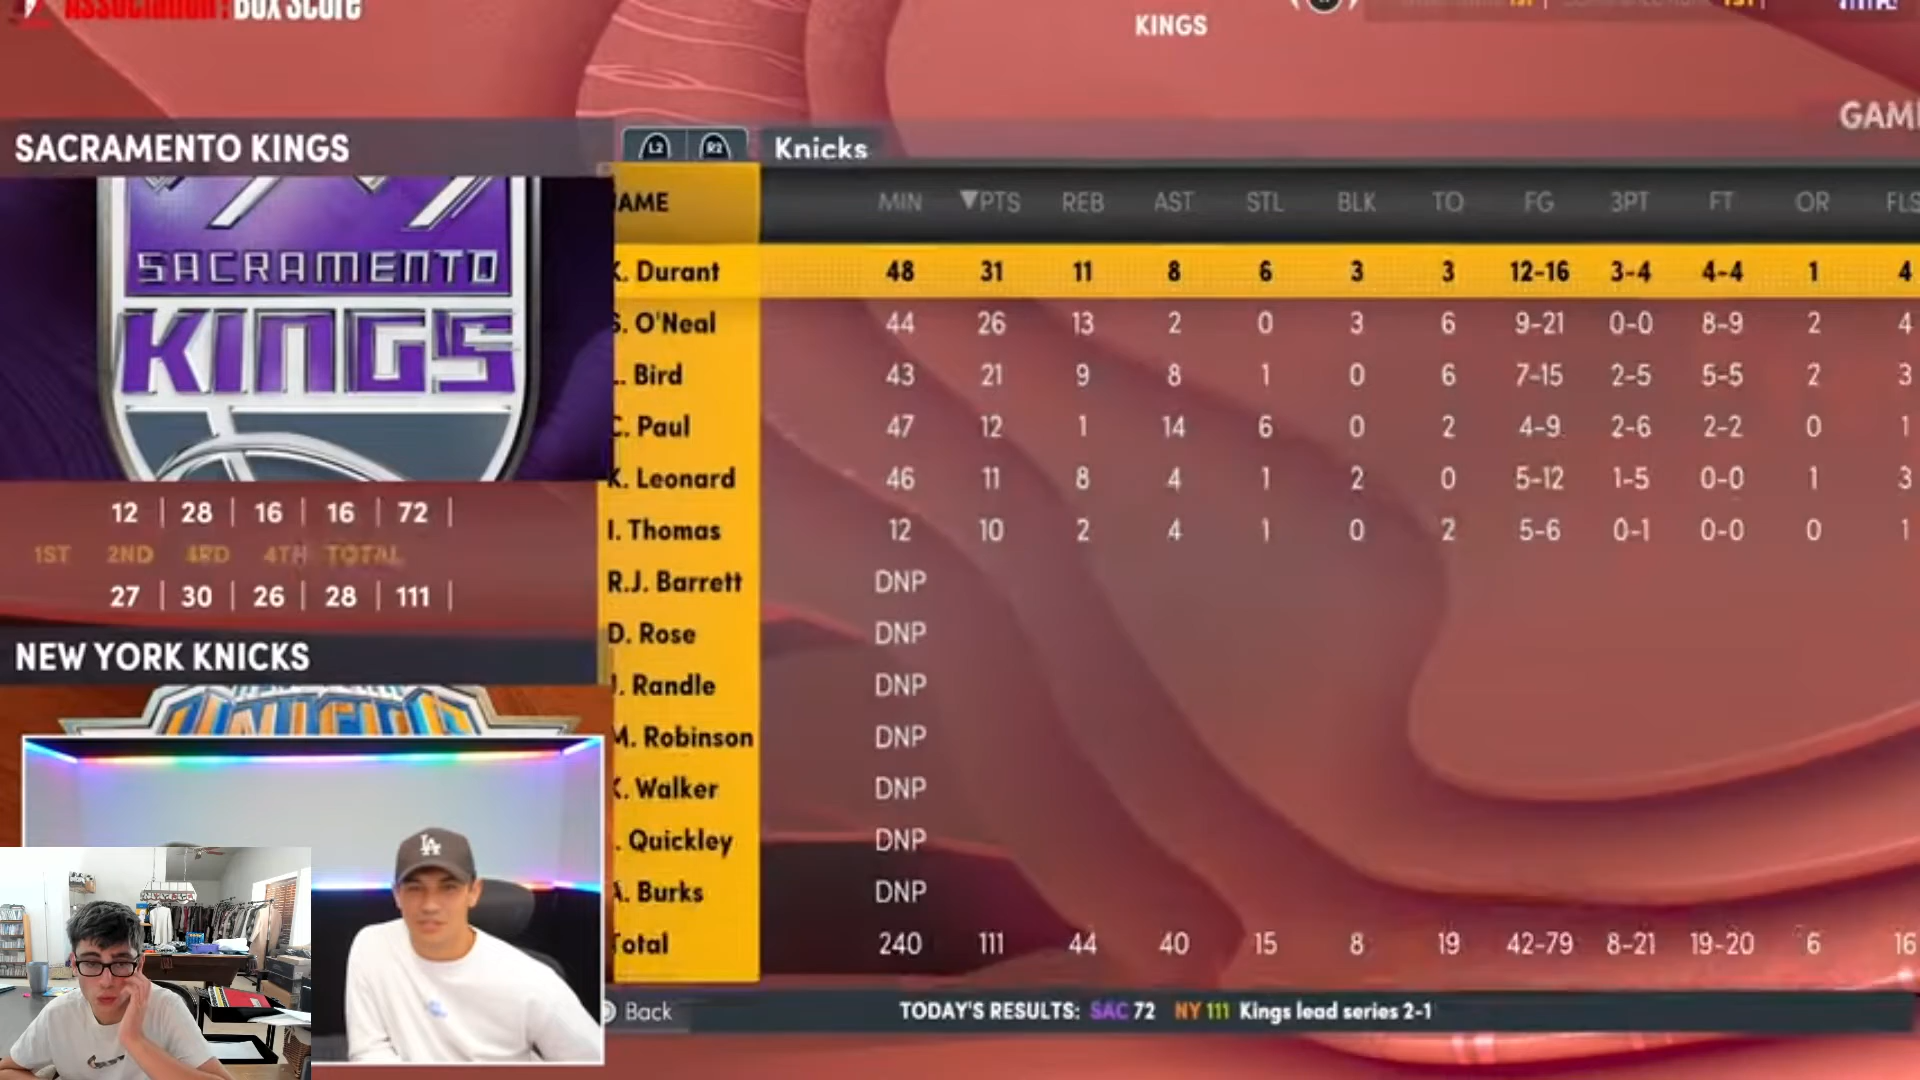 Association: Box Score
KINGS
GAM
SACRAMENTO KINGS
L2 R2 Knicks
SACRAMENTO
KINGS
AME MIN ▼PTS REB AST STL BLK TO FG 3PT FT OR FLS
K. Durant 48 31 11 8 6 3 3 12-16 3-4 4-4 1 4
S. O'Neal 44 26 13 2 0 3 6 9-21 0-0 8-9 2 4
L. Bird 43 21 9 8 1 0 6 7-15 2-5 5-5 2 3
C. Paul 47 12 1 14 6 0 2 4-9 2-6 2-2 0 1
K. Leonard 46 11 8 4 1 2 0 5-12 1-5 0-0 1 3
I. Thomas 12 10 2 4 1 0 2 5-6 0-1 0-0 0 1
R.J. Barrett DNP
D. Rose DNP
J. Randle DNP
M. Robinson DNP
K. Walker DNP
. Quickley DNP
A. Burks DNP
Total 240 111 44 40 15 8 19 42-79 8-21 19-20 6 16
12 | 28 | 16 | 16 | 72 |
1ST 2ND 3RD 4TH TOTAL
27 | 30 | 26 | 28 | 111 |
NEW YORK KNICKS
LA
Back
TODAY'S RESULTS: SAC 72 NY 111 Kings lead series 2-1